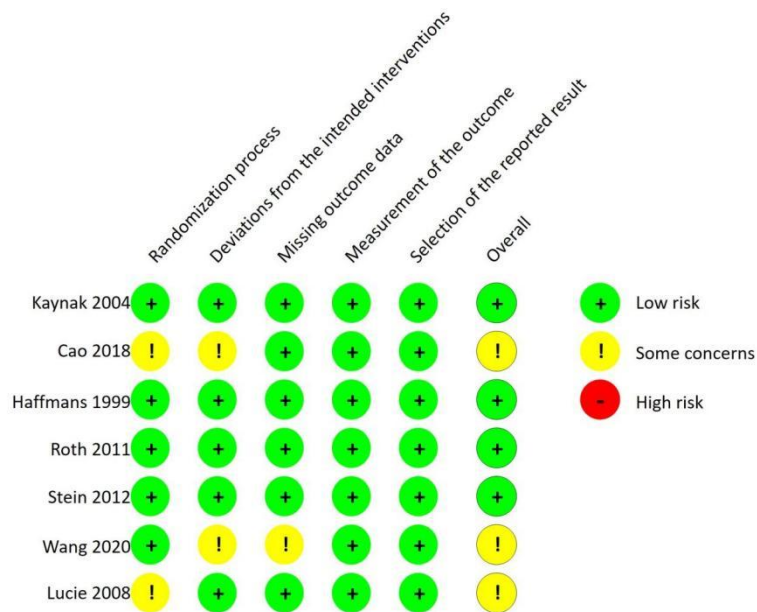 Randomization process
Deviations from the intended interventions
Missing outcome data
Measurement of the outcome
Selection of the reported result
Overall
Kaynak 2004 + + + + + + + Low risk
Cao 2018 ! ! + + + ! ! Some concerns
Haffmans 1999 + + + + + + - High risk
Roth 2011 + + + + + +
Stein 2012 + + + + + +
Wang 2020 + ! ! + + !
Lucie 2008 ! + + + + !